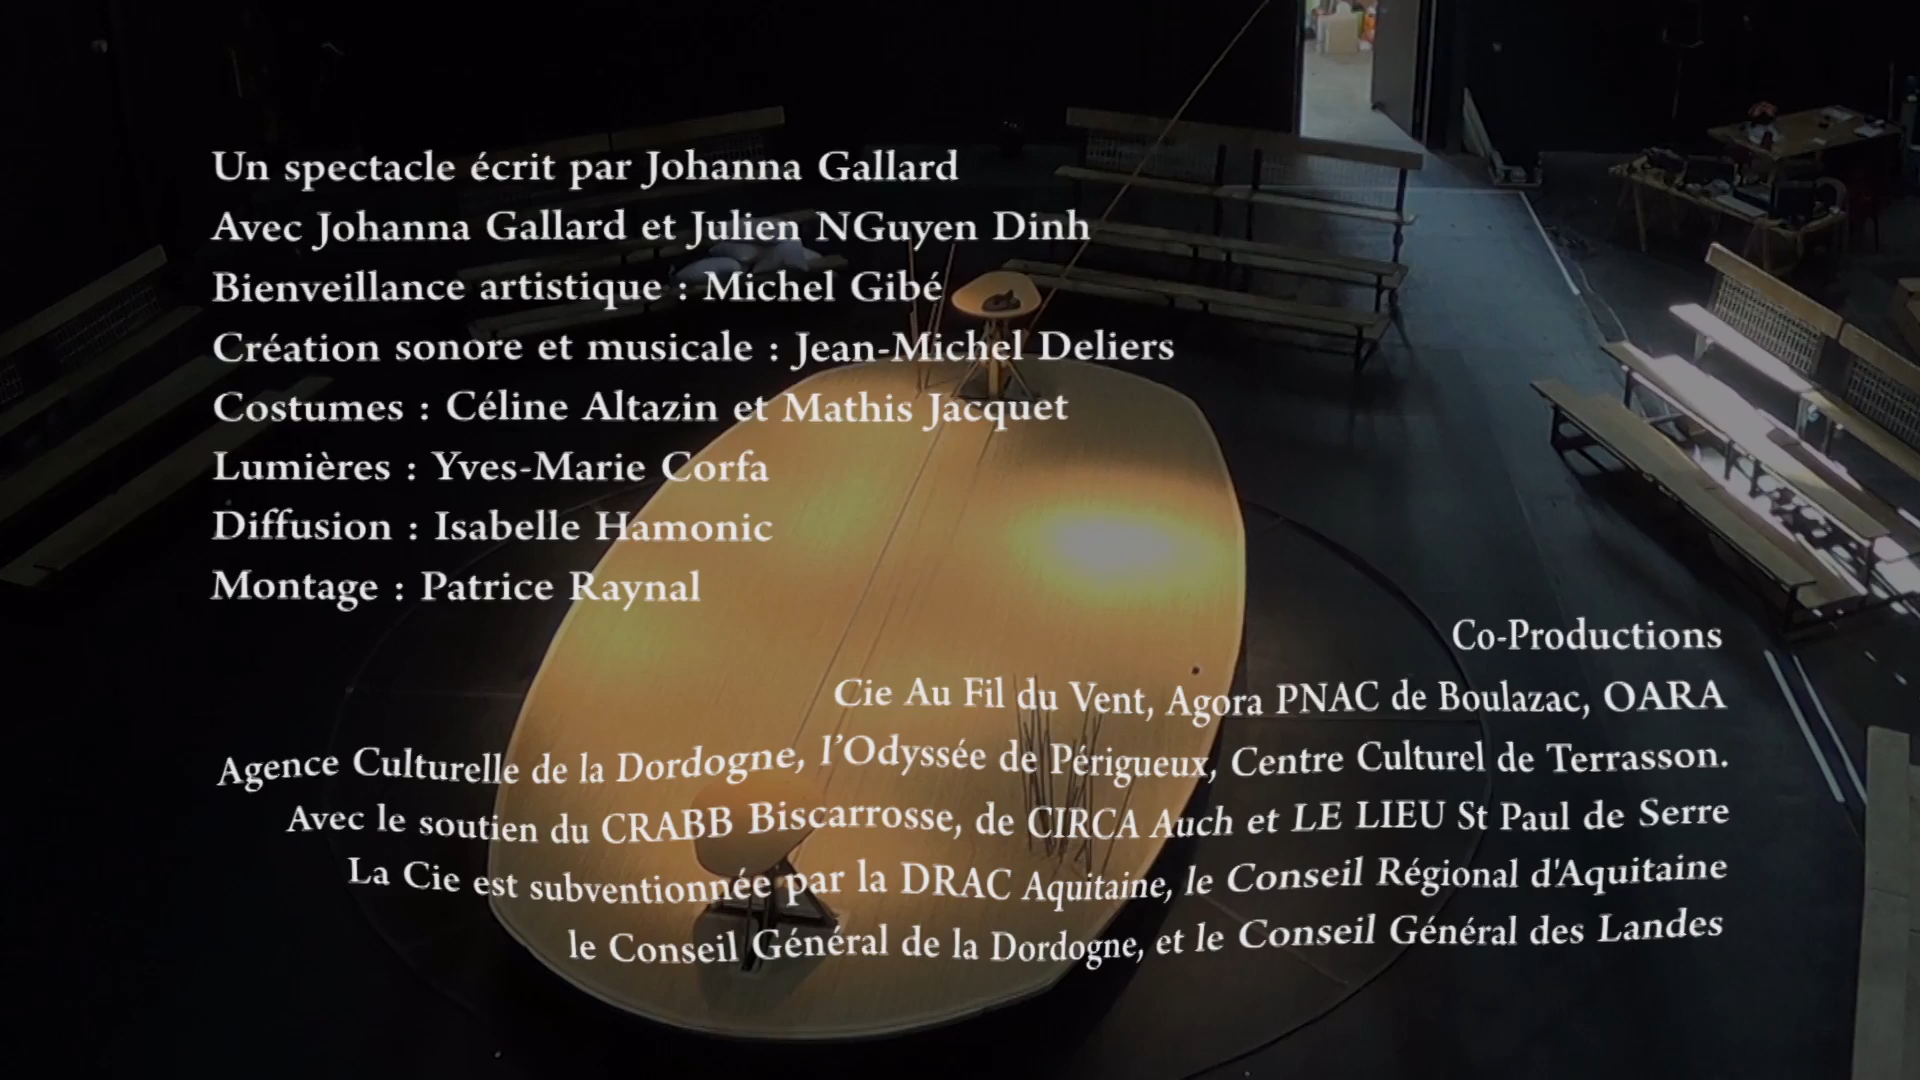 Un spectacle écrit par Johanna Gallard
Avec Johanna Gallard et Julien NGuyen Dinh
Bienveillance artistique : Michel Gibé
Création sonore et musicale : Jean-Michel Deliers
Costumes : Céline Altazin et Mathis Jacquet
Lumières : Yves-Marie Corfa
Diffusion : Isabelle Hamonic
Montage : Patrice Raynal
Co-Productions
Cie Au Fil du Vent, Agora PNAC de Boulazac, OARA
Agence Culturelle de la Dordogne, l’Odyssée de Périgueux, Centre Culturel de Terrasson.
Avec le soutien du CRABB Biscarrosse, de CIRCA Auch et LE LIEU St Paul de Serre
La Cie est subventionnée par la DRAC Aquitaine, le Conseil Régional d'Aquitaine
le Conseil Général de la Dordogne, et le Conseil Général des Landes